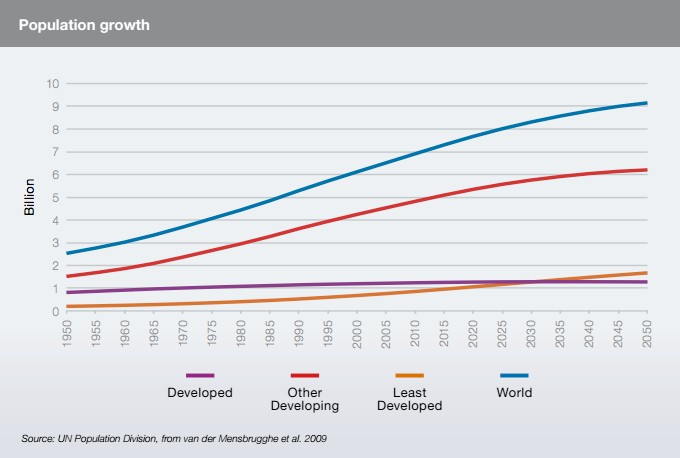 Population growth
10
9
8
7
6
5
4
3
2
1
0
Billion
1950 1955 1960 1965 1970 1975 1980 1985 1990 1995 2000 2005 2010 2015 2020 2025 2030 2035 2040 2045 2050
Developed Other Least World
Developing Developed
Source: UN Population Division, from van der Mensbrugghe et al. 2009